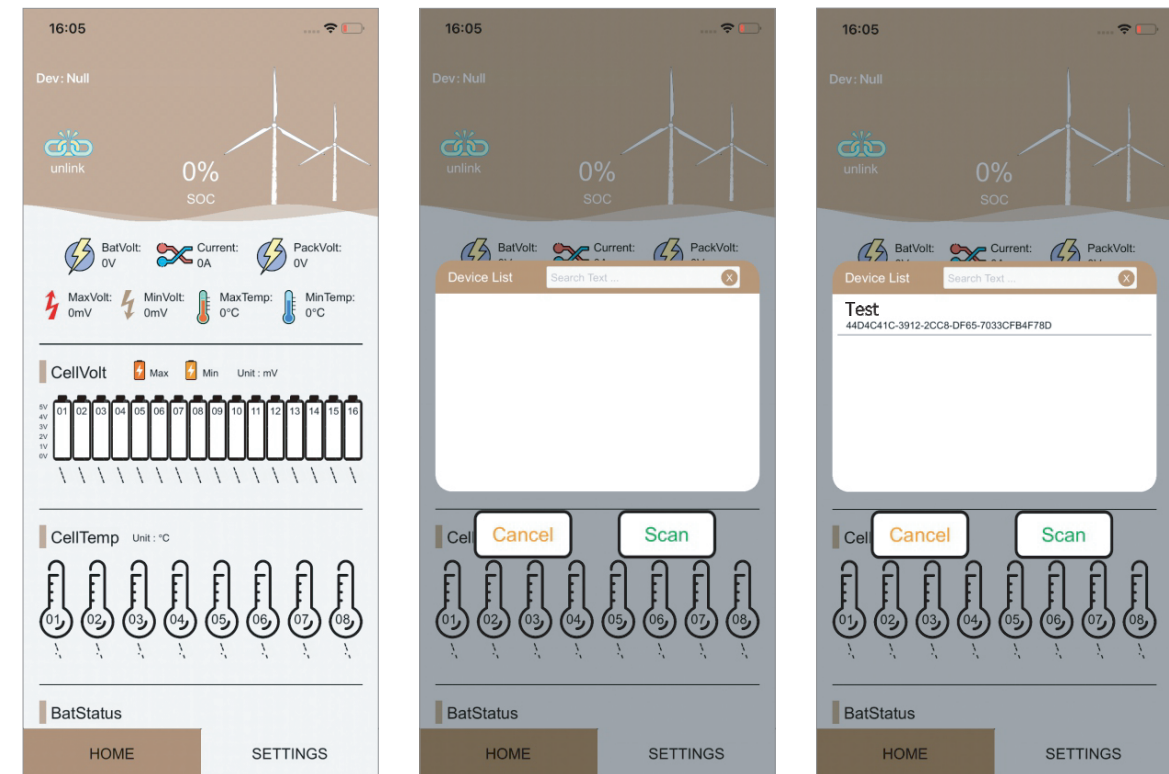 16:05
Dev: Null
unlink
0%
SOC
BatVolt: Current: PackVolt:
0V 0A 0V
MaxVolt: MinVolt: MaxTemp: MinTemp:
0mV 0mV 0°C 0°C
CellVolt Max Min Unit : mV
5V
4V
3V
2V
1V
0V
01 02 03 04 05 06 07 08 09 10 11 12 13 14 15 16
CellTemp Unit : °C
01 02 03 04 05 06 07 08
BatStatus
HOME SETTINGS
16:05
Dev: Null
unlink
0%
SOC
BatVolt: Current: PackVolt:
Device List Search Text ... X
Cancel Scan
Cel
01 02 03 04 05 06 07 08
BatStatus
HOME SETTINGS
16:05
Dev: Null
unlink
0%
SOC
BatVolt: Current: PackVolt:
Device List Search Text ... X
Test
44D4C41C-3912-2CC8-DF65-7033CFB4F78D
Cancel Scan
Cel
01 02 03 04 05 06 07 08
BatStatus
HOME SETTINGS